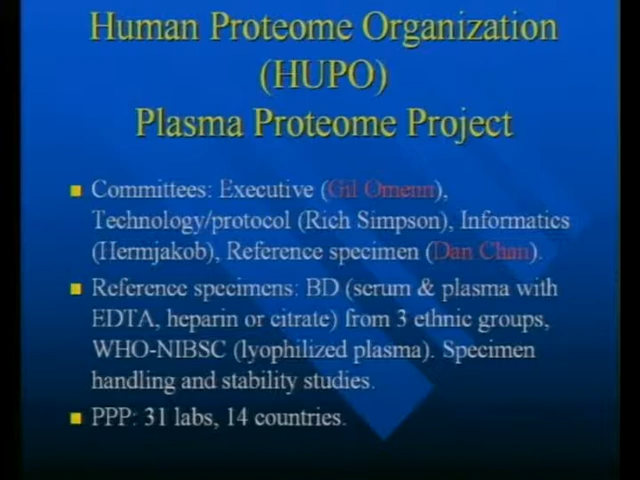 Human Proteome Organization
(HUPO)
Plasma Proteome Project
Committees: Executive (Gil Omenn),
Technology/protocol (Rich Simpson), Informatics
(Hermjakob), Reference specimen (Dan Chan).
Reference specimens: BD (serum & plasma with
EDTA, heparin or citrate) from 3 ethnic groups,
WHO-NIBSC (lyophilized plasma). Specimen
handling and stability studies.
PPP: 31 labs, 14 countries.